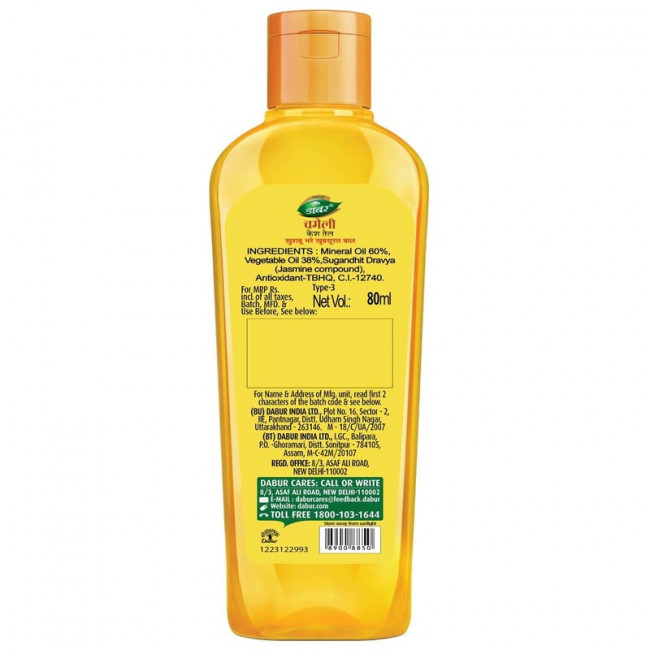 डाबर
चमेली
केश तेल
खुशबू भरे खूबसूरत बाल
INGREDIENTS : Mineral Oil 60%,
Vegetable Oil 38%,Sugandhit Dravya
(Jasmine compound),
Antioxidant-TBHQ, C.I.-12740.
Type-3
For MRP Rs.
incl. of all taxes,
Batch, MFD. &
Use Before, See below:
Net Vol.: 80ml
For Name & Address of Mfg. unit, read first 2
characters of the batch code & see below.
(BU) DABUR INDIA LTD., Plot No. 16, Sector - 2,
IIE, Pantnagar, Distt. Udham Singh Nagar,
Uttarakhand - 263146. M - 18/C/UA/2007
(BT) DABUR INDIA LTD., I.G.C., Balipara,
P.O. -Ghoramari, Distt. Sonitpur - 784105,
Assam, M-C-42M/20107
REGD. OFFICE: 8/3, ASAF ALI ROAD,
NEW DELHI-110002
DABUR CARES: CALL OR WRITE
8/3, ASAF ALI ROAD, NEW DELHI-110002
E-MAIL : daburcares@feedback.dabur
Website: dabur.com
TOLL FREE 1800-103-1644
Store away from sunlight
Dabur
1223122993
89008850